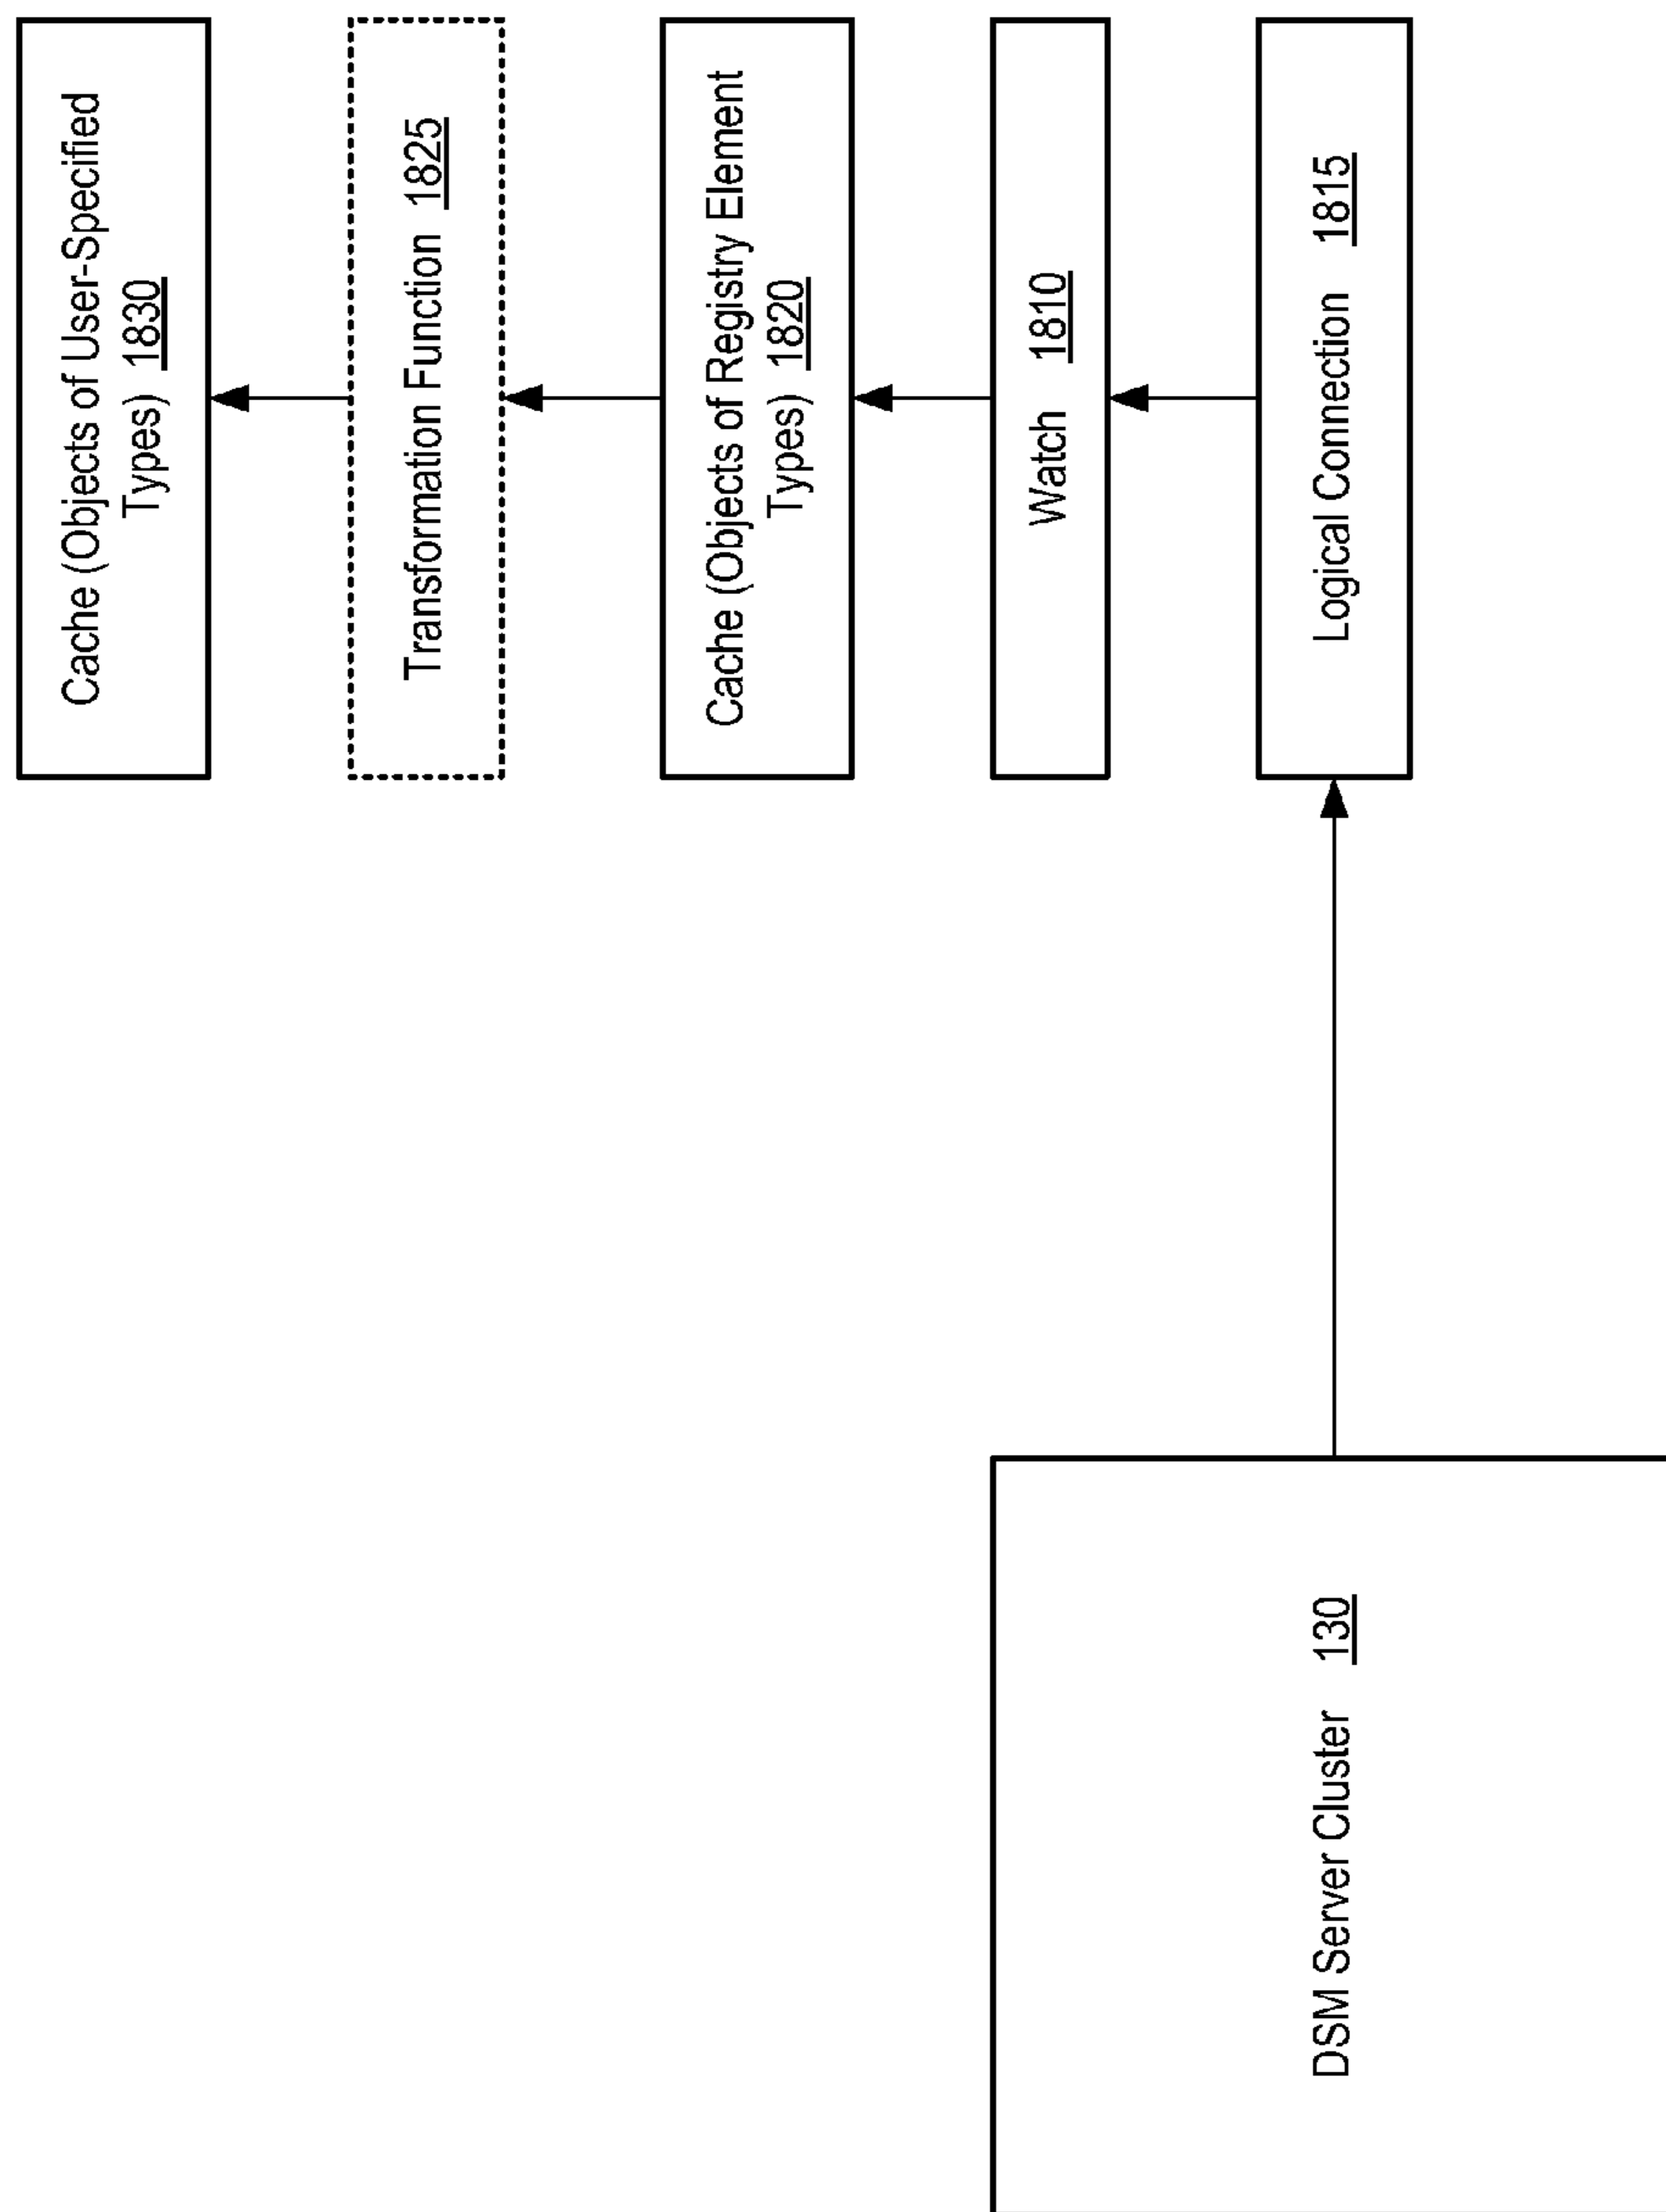 Cache (Objects of User-Specified
Types) 1830
Transformation Function 1825
Cache (Objects of Registry Element
Types) 1820
Watch 1810
DSM Server Cluster 130
Logical Connection 1815